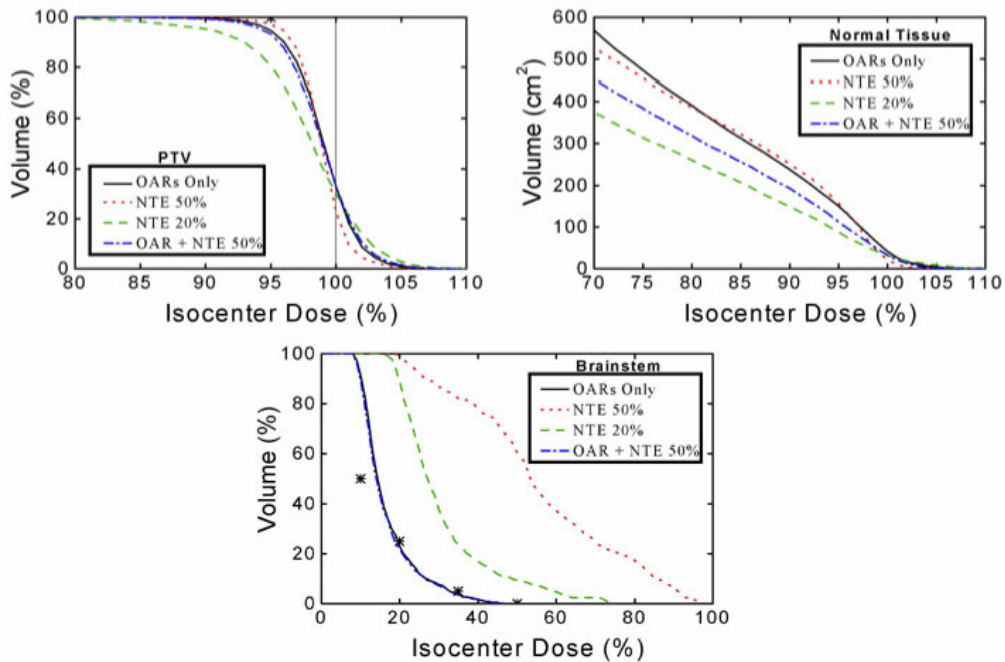 Volume (%)
100
80
60
40
20
0
PTV
OARs Only
NTE 50%
NTE 20%
OAR + NTE 50%
80 85 90 95 100 105 110
Isocenter Dose (%)
Volume (cm²)
600
500
400
300
200
100
0
Normal Tissue
OARs Only
NTE 50%
NTE 20%
OAR + NTE 50%
70 75 80 85 90 95 100 105 110
Isocenter Dose (%)
Volume (%)
100
80
60
40
20
0
Brainstem
OARs Only
NTE 50%
NTE 20%
OAR + NTE 50%
0 20 40 60 80 100
Isocenter Dose (%)